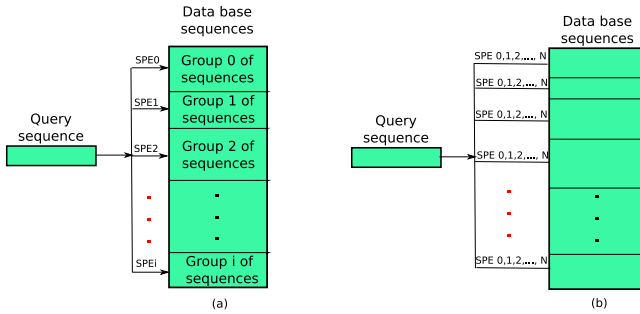 Data base
sequences
SPE0
Group 0 of
sequences
SPE1
Group 1 of
sequences
Query
sequence
SPE2
Group 2 of
sequences
SPEi
Group i of
sequences
(a)
Data base
sequences
SPE 0,1,2,..., N
SPE 0,1,2,..., N
SPE 0,1,2,..., N
Query
sequence
SPE 0,1,2,..., N
SPE 0,1,2,..., N
(b)